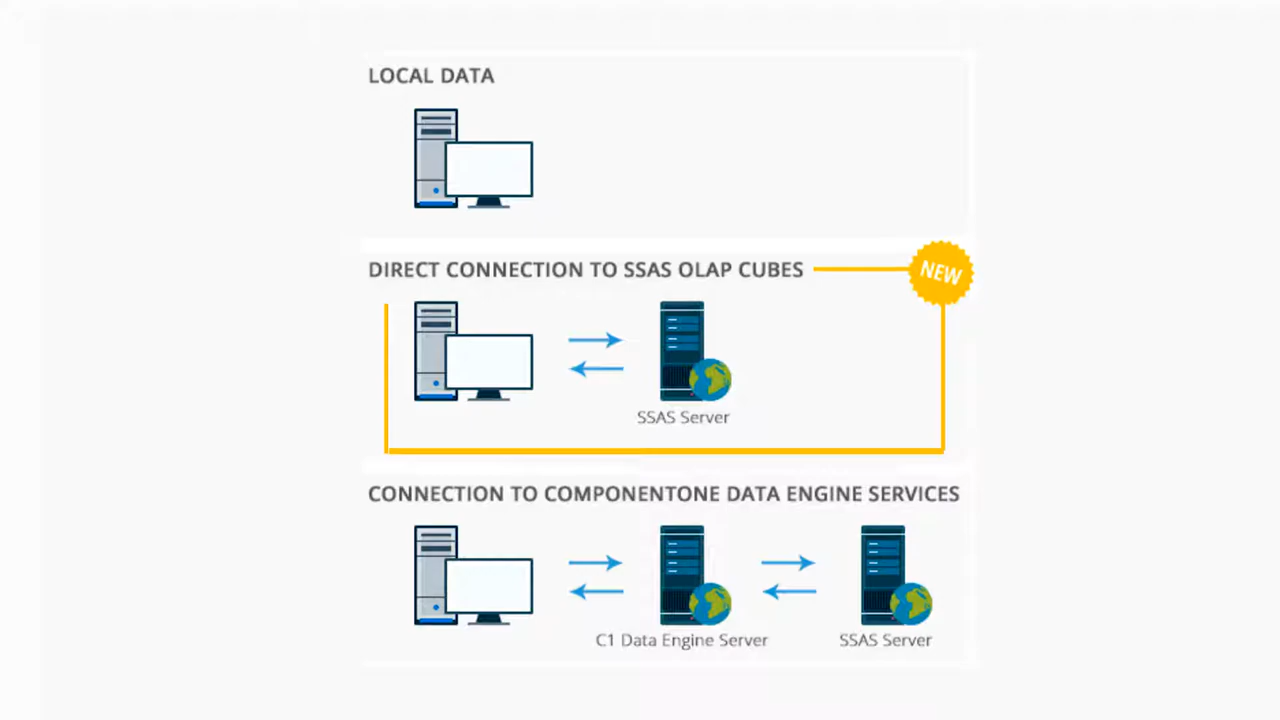 LOCAL DATA
DIRECT CONNECTION TO SSAS OLAP CUBES
NEW
SSAS Server
CONNECTION TO COMPONENTONE DATA ENGINE SERVICES
C1 Data Engine Server
SSAS Server